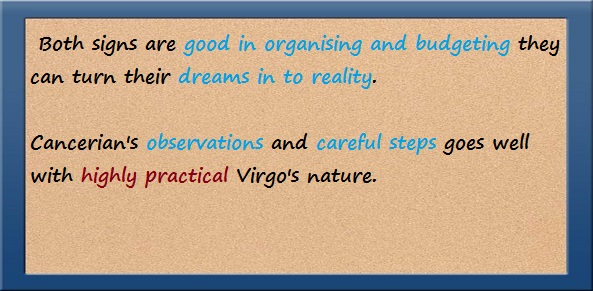 Both signs are good in organising and budgeting they
can turn their dreams in to reality.
Cancerian's observations and careful steps goes well
with highly practical Virgo's nature.